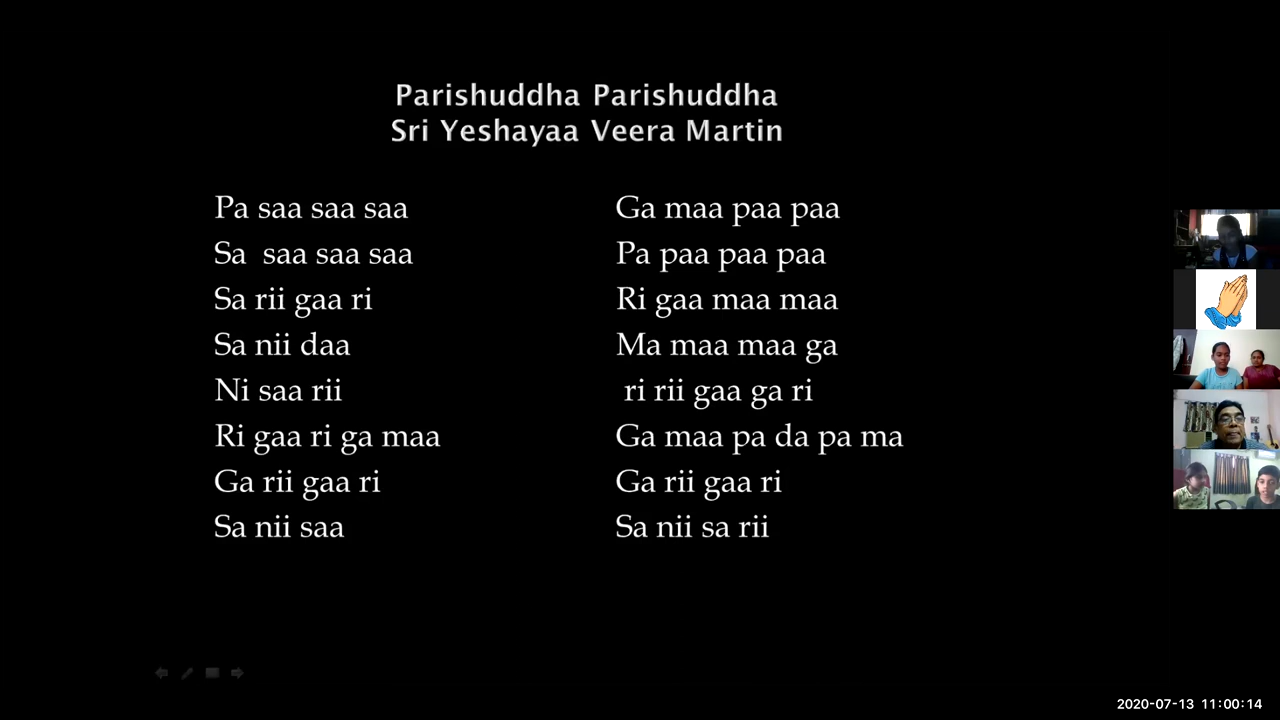 Parishuddha Parishuddha
Sri Yeshayaa Veera Martin
Pa saa saa saa
Sa  saa saa saa
Sa rii gaa ri
Sa nii daa
Ni saa rii
Ri gaa ri ga maa
Ga rii gaa ri
Sa nii saa
Ga maa paa paa
Pa paa paa paa
Ri gaa maa maa
Ma maa maa ga
ri rii gaa ga ri
Ga maa pa da pa ma
Ga rii gaa ri
Sa nii sa rii
2020-07-13 11:00:14